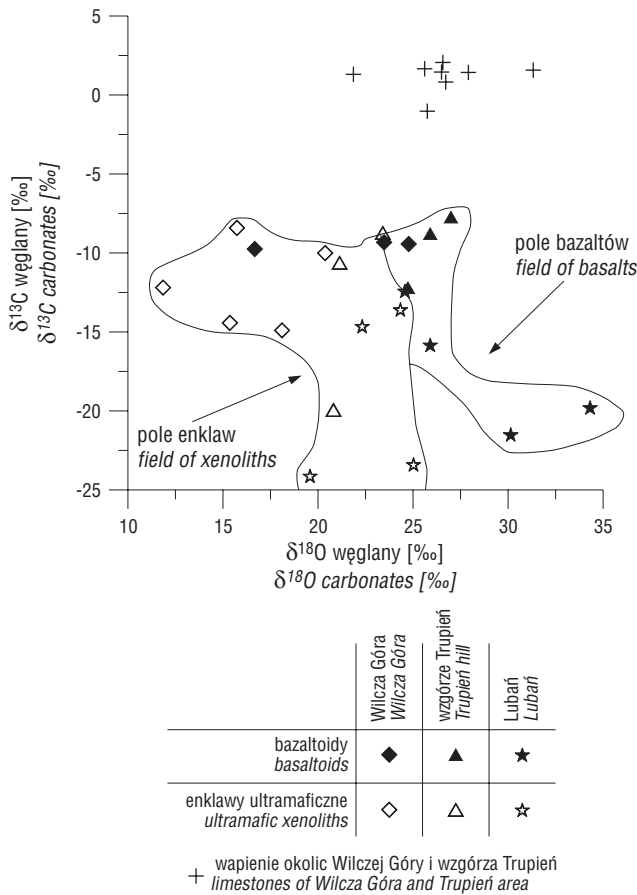 5
0
-5
-10
-15
-20
-25
δ13C węglany [‰]
δ13C carbonates [‰]
pole bazaltów
field of basalts
pole enklaw
field of xenoliths
10 15 20 25 30 35
δ18O węglany [‰]
δ18O carbonates [‰]
Wilcza Góra
Wilcza Góra
wzgórze Trupień
Trupień hill
Lubań
Lubań
bazaltoidy
basaltoids
enklawy ultramaficzne
ultramafic xenoliths
+ wapienie okolic Wilczej Góry i wzgórza Trupień
limestones of Wilcza Góra and Trupień area